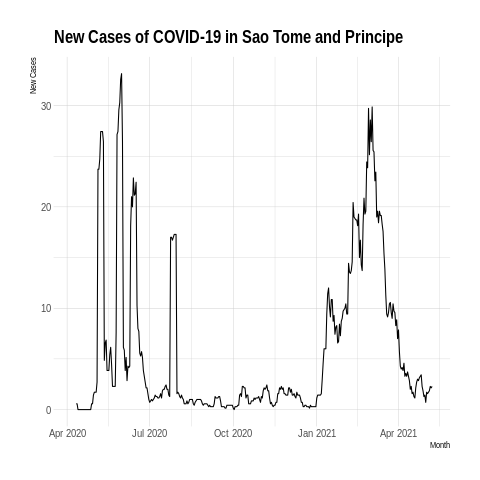 New Cases of COVID-19 in Sao Tome and Principe
New Cases
30
20
10
0
Apr 2020 Jul 2020 Oct 2020 Jan 2021 Apr 2021
Month